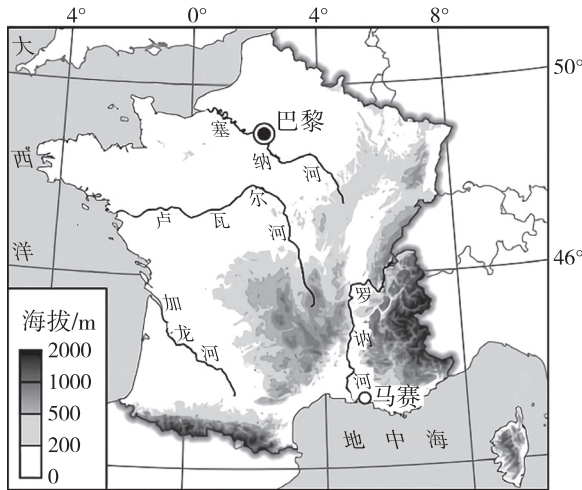 4° 0° 4° 8°
大西洋
50°
46°
巴黎
塞纳河
卢瓦尔河
加龙河
罗讷河
马赛
地中海
海拔/m
2000
1000
500
200
0